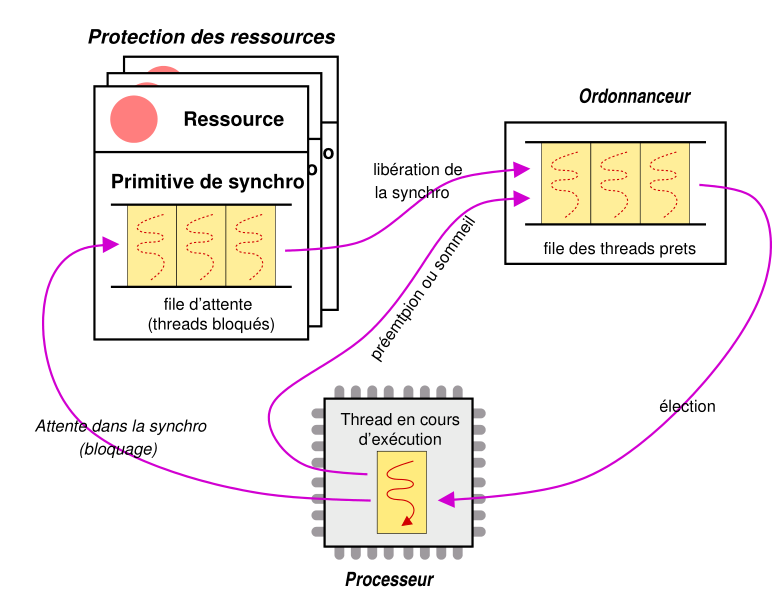 Protection des ressources
Ressource
Primitive de synchro
o
o
file d'attente
(threads bloqués)
libération de
la synchro
préemtpion ou sommeil
Ordonnanceur
file des threads prets
élection
Attente dans la synchro
(bloquage)
Thread en cours
d'exécution
Processeur